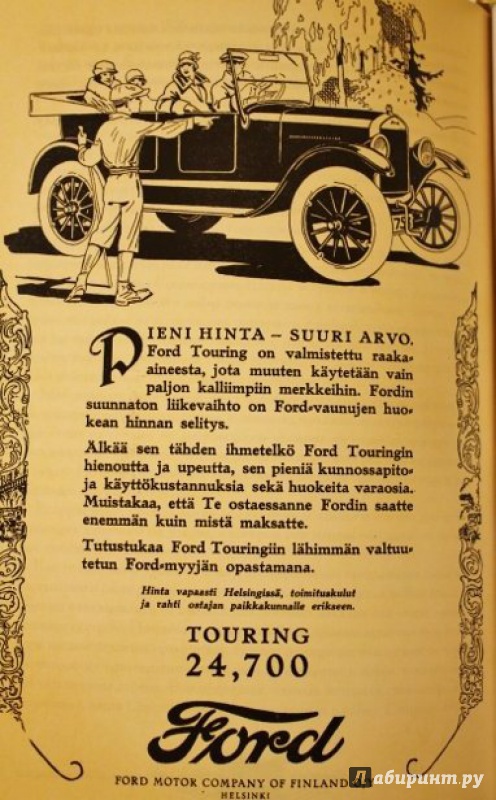 75
PIENI HINTA – SUURI ARVO.
Ford Touring on valmistettu raaka-
aineesta, jota muuten käytetään vain
paljon kalliimpiin merkkeihin. Fordin
suunnaton liikevaihto on Ford-vaunujen huo-
kean hinnan selitys.
Älkää sen tähden ihmetelkö Ford Touringin
hienoutta ja upeutta, sen pieniä kunnossapito-
ja käyttökustannuksia sekä huokeita varaosia.
Muistakaa, että Te ostaessanne Fordin saatte
enemmän kuin mistä maksatte.
Tutustukaa Ford Touringiin lähimmän valtuu-
tetun Ford-myyjän opastamana.
Hinta vapaasti Helsingissä, toimituskulut
ja rahti ostajan paikkakunnalle erikseen.
TOURING
24,700
Ford
FORD MOTOR COMPANY OF FINLAND
HELSINKI
Лабиринт.ру